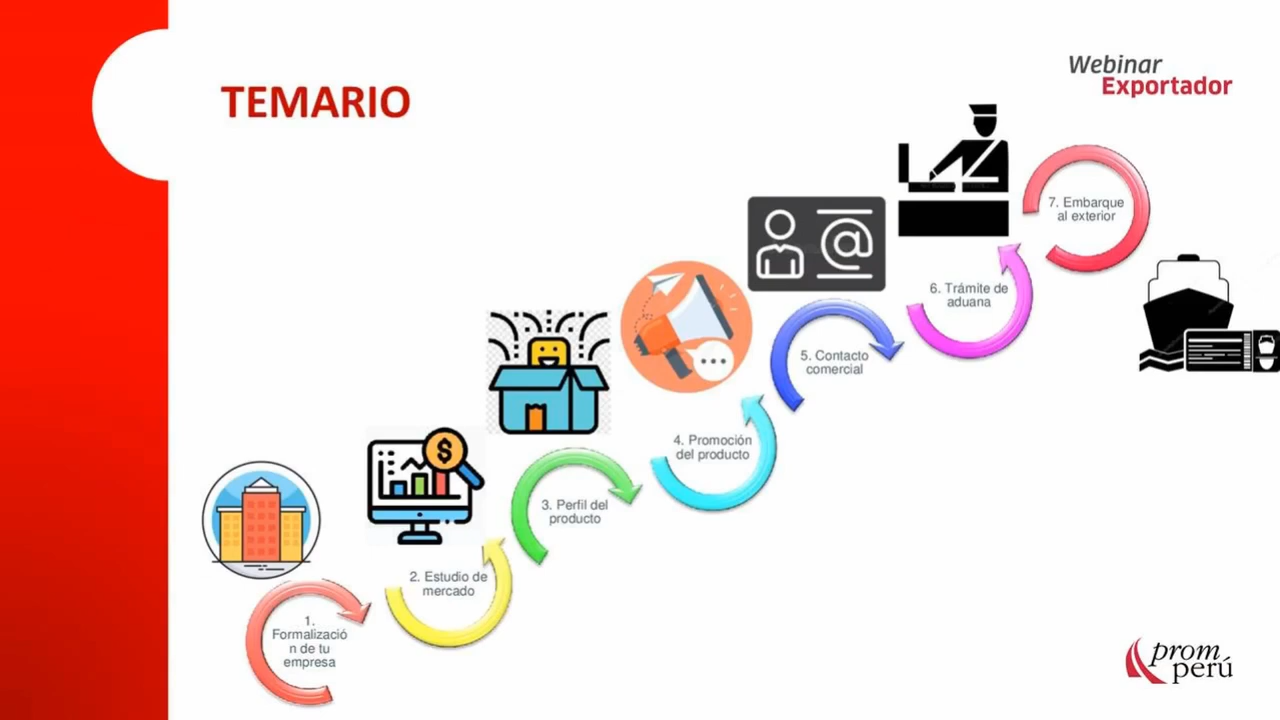 TEMARIO
Webinar
Exportador
1.
Formalizació
n de tu
empresa
2. Estudio de
mercado
3. Perfil del
producto
4. Promoción
del producto
5. Contacto
comercial
6. Trámite de
aduana
7. Embarque
al exterior
prom
perú